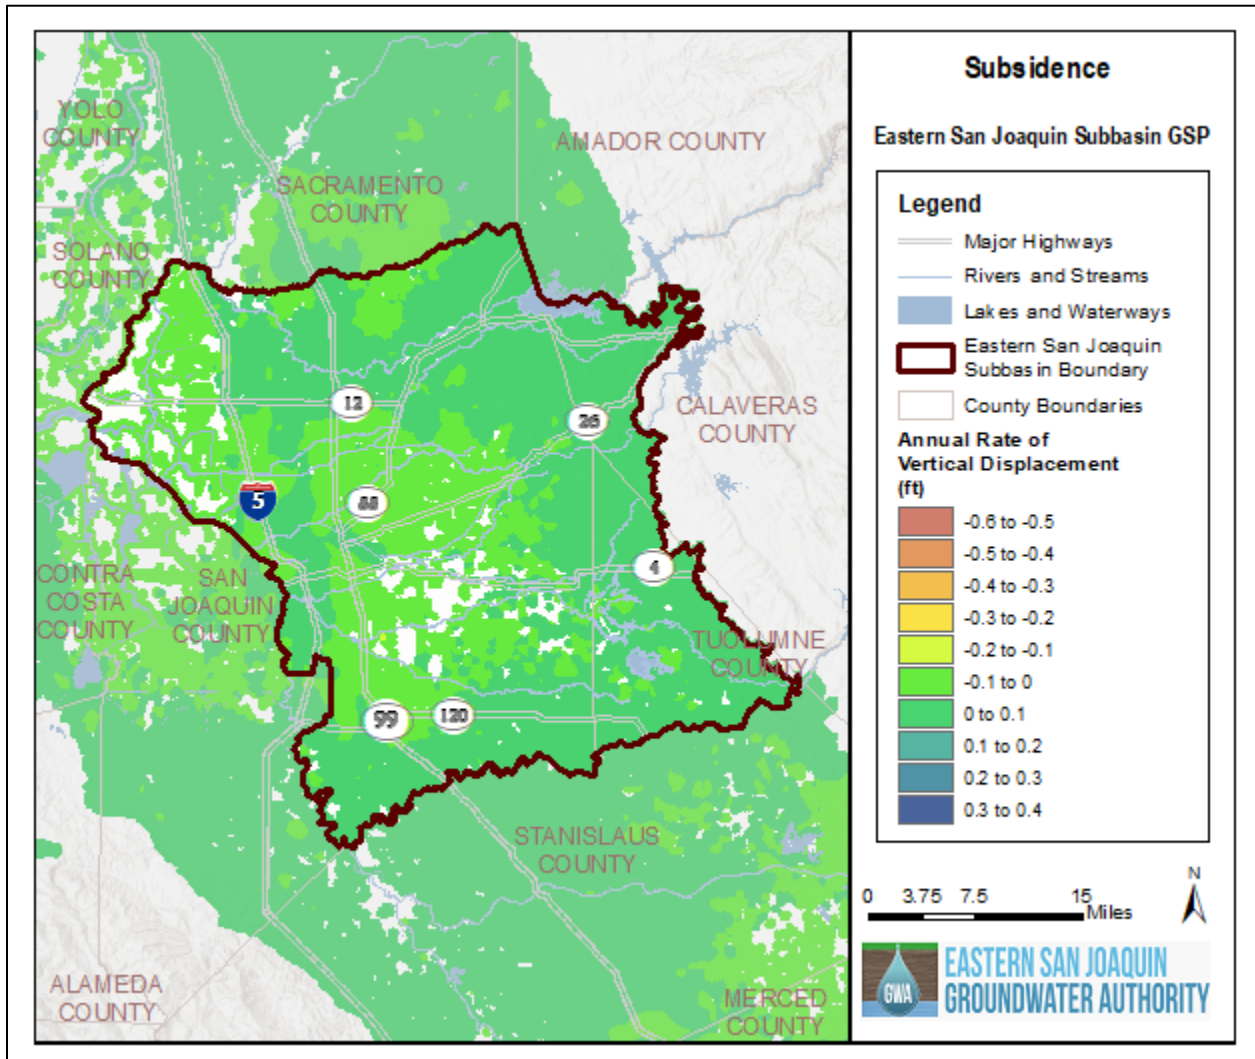 YOLO
COUNTY
AMADOR COUNTY
SACRAMENTO
COUNTY
SOLANO
COUNTY
12
26
CALAVERAS
COUNTY
88
5
4
CONTRA
COSTA
COUNTY
SAN
JOAQUIN
COUNTY
TUOLUMNE
COUNTY
99
120
STANISLAUS
COUNTY
ALAMEDA
COUNTY
MERCED
COUNTY
Subsidence
Eastern San Joaquin Subbasin GSP
Legend
Major Highways
Rivers and Streams
Lakes and Waterways
Eastern San Joaquin
Subbasin Boundary
County Boundaries
Annual Rate of
Vertical Displacement
(ft)
-0.6 to -0.5
-0.5 to -0.4
-0.4 to -0.3
-0.3 to -0.2
-0.2 to -0.1
-0.1 to 0
0 to 0.1
0.1 to 0.2
0.2 to 0.3
0.3 to 0.4
N
0 3.75 7.5 15
Miles
GWA
EASTERN SAN JOAQUIN
GROUNDWATER AUTHORITY